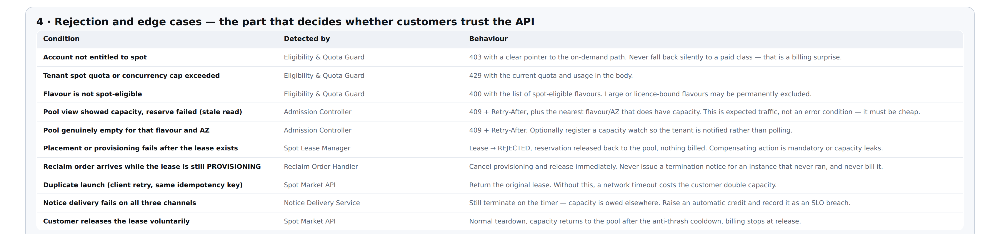 4 · Rejection and edge cases — the part that decides whether customers trust the API
Condition Detected by Behaviour
Account not entitled to spot Eligibility & Quota Guard 403 with a clear pointer to the on-demand path. Never fall back silently to a paid class — that is a billing surprise.
Tenant spot quota or concurrency cap exceeded Eligibility & Quota Guard 429 with the current quota and usage in the body.
Flavour is not spot-eligible Eligibility & Quota Guard 400 with the list of spot-eligible flavours. Large or licence-bound flavours may be permanently excluded.
Pool view showed capacity, reserve failed (stale read) Admission Controller 409 + Retry-After, plus the nearest flavour/AZ that does have capacity. This is expected traffic, not an error condition — it must be cheap.
Pool genuinely empty for that flavour and AZ Admission Controller 409 + Retry-After. Optionally register a capacity watch so the tenant is notified rather than polling.
Placement or provisioning fails after the lease exists Spot Lease Manager Lease → REJECTED, reservation released back to the pool, nothing billed. Compensating action is mandatory or capacity leaks.
Reclaim order arrives while the lease is still PROVISIONING Reclaim Order Handler Cancel provisioning and release immediately. Never issue a termination notice for an instance that never ran, and never bill it.
Duplicate launch (client retry, same idempotency key) Spot Market API Return the original lease. Without this, a network timeout costs the customer double capacity.
Notice delivery fails on all three channels Notice Delivery Service Still terminate on the timer — capacity is owed elsewhere. Raise an automatic credit and record it as an SLO breach.
Customer releases the lease voluntarily Spot Market API Normal teardown, capacity returns to the pool after the anti-thrash cooldown, billing stops at release.